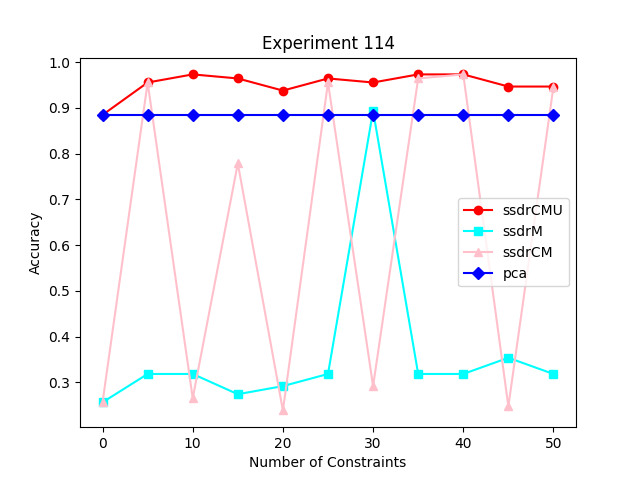 Experiment 114
Accuracy
1.0
0.9
0.8
0.7
0.6
0.5
0.4
0.3
ssdrCMU
ssdrM
ssdrCM
pca
0 10 20 30 40 50
Number of Constraints